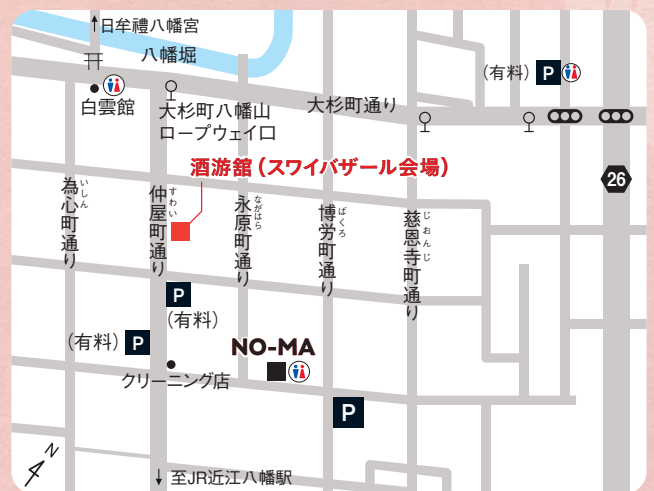 ↑日牟禮八幡宮
八幡堀
(有料) P
白雲館
大杉町八幡山
ロープウェイ口
大杉町通り
酒游舘(スワイバザール会場)
26
為心町通り
いしん
仲屋町通り
すわい
永原町通り
ながはら
博労町通り
ばくろ
慈恩寺町通り
じおんじ
P
(有料)
(有料) P
NO-MA
クリーニング店
P
N
↓至JR近江八幡駅